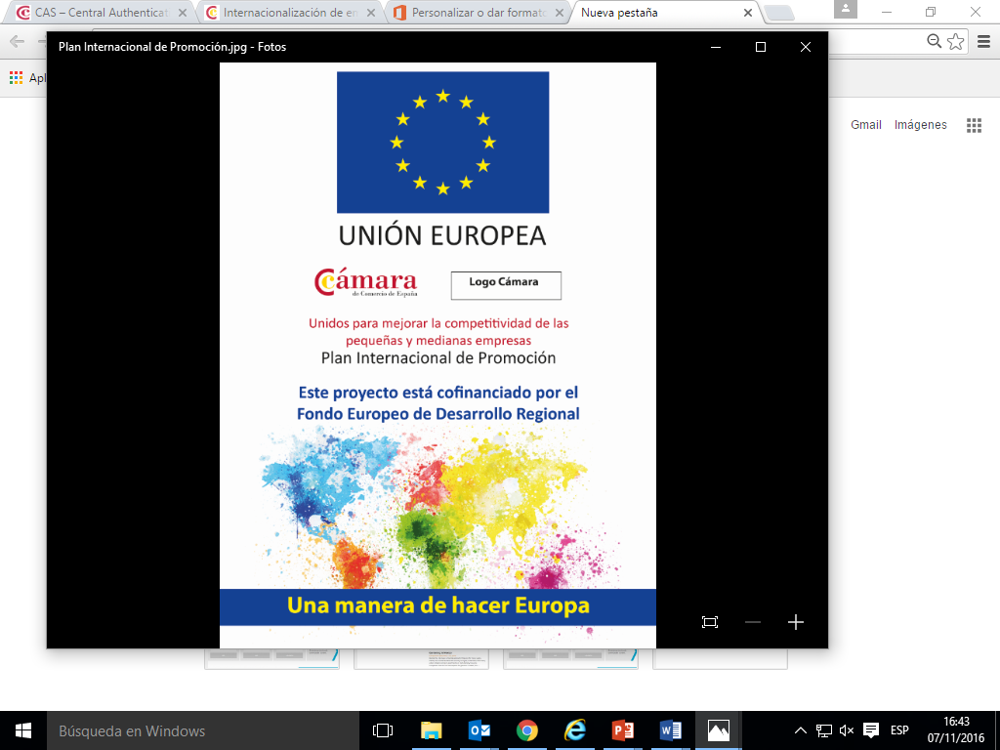 CAS – Central Authenticat
Internacionalización de en
Personalizar o dar formato
Nueva pestaña
Plan Internacional de Promoción.jpg - Fotos
Apl
Gmail Imágenes
UNIÓN EUROPEA
Cámara
de Comercio de España
Logo Cámara
Unidos para mejorar la competitividad de las
pequeñas y medianas empresas
Plan Internacional de Promoción
Este proyecto está cofinanciado por el
Fondo Europeo de Desarrollo Regional
Una manera de hacer Europa
Búsqueda en Windows
ESP
16:43
07/11/2016